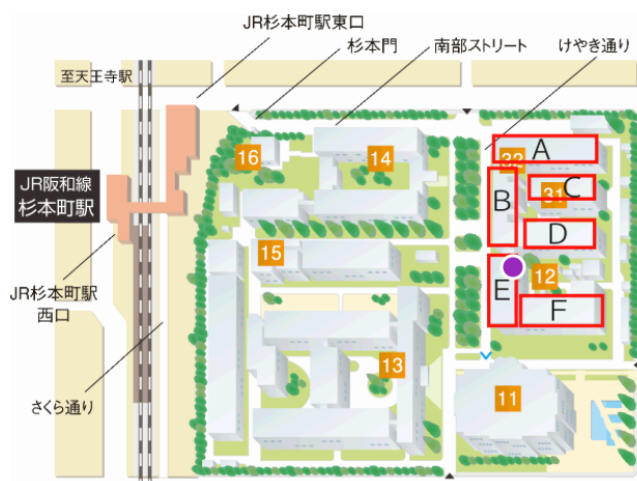 JR杉本町駅東口
杉本門
南部ストリート
けやき通り
至天王寺駅
16
14
32
A
31
C
B
JR阪和線
杉本町駅
D
15
12
E
F
JR杉本町駅
西口
13
11
さくら通り